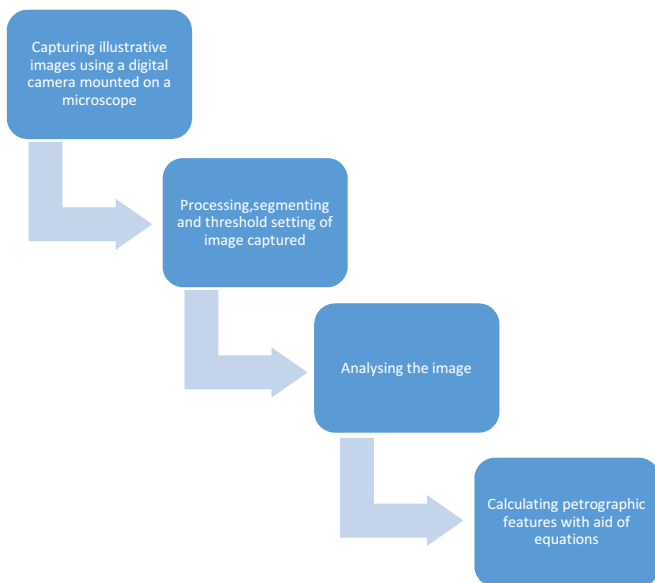 Capturing illustrative
images using a digital
camera mounted on a
microscope
Processing,segmenting
and threshold setting of
image captured
Analysing the image
Calculating petrographic
features with aid of
equations